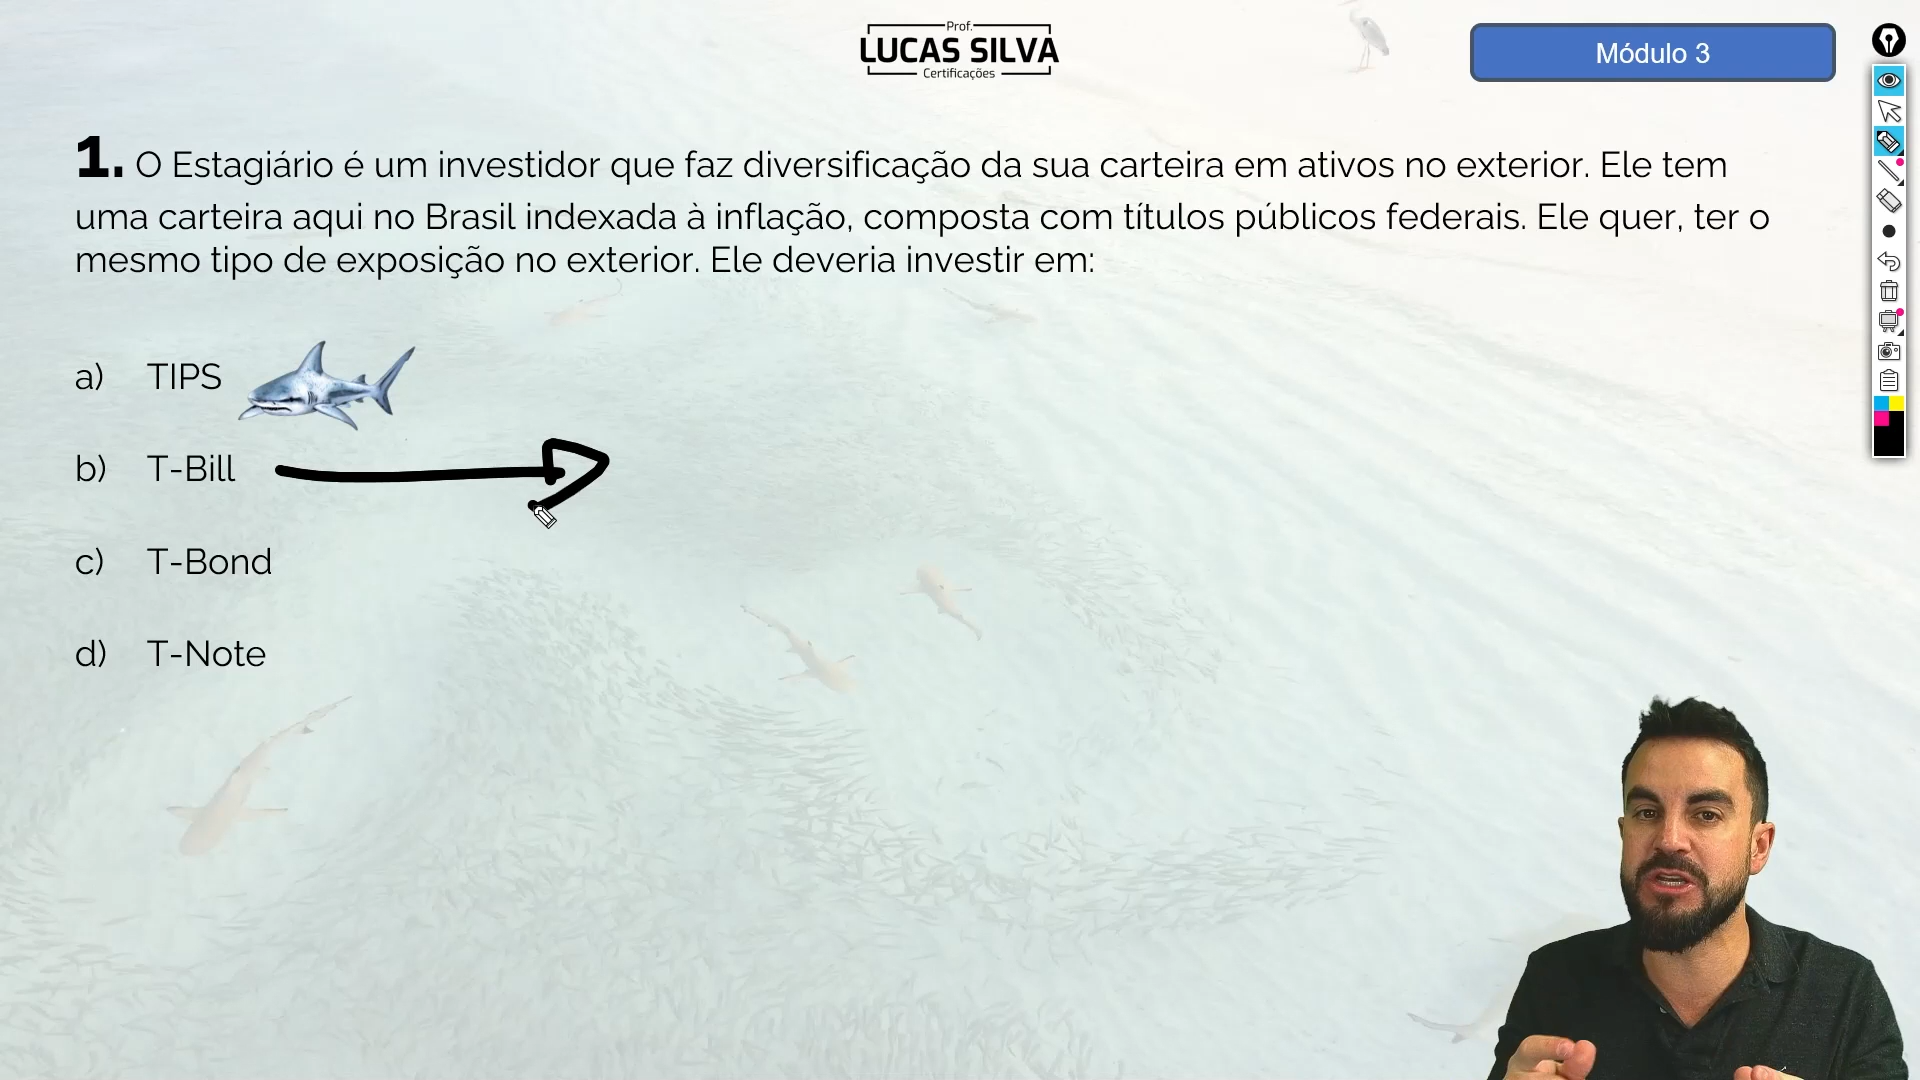 Prof.
LUCAS SILVA
Certificações
Módulo 3
1. O Estagiário é um investidor que faz diversificação da sua carteira em ativos no exterior. Ele tem
uma carteira aqui no Brasil indexada à inflação, composta com títulos públicos federais. Ele quer, ter o
mesmo tipo de exposição no exterior. Ele deveria investir em:
a) TIPS
b) T-Bill
c) T-Bond
d) T-Note